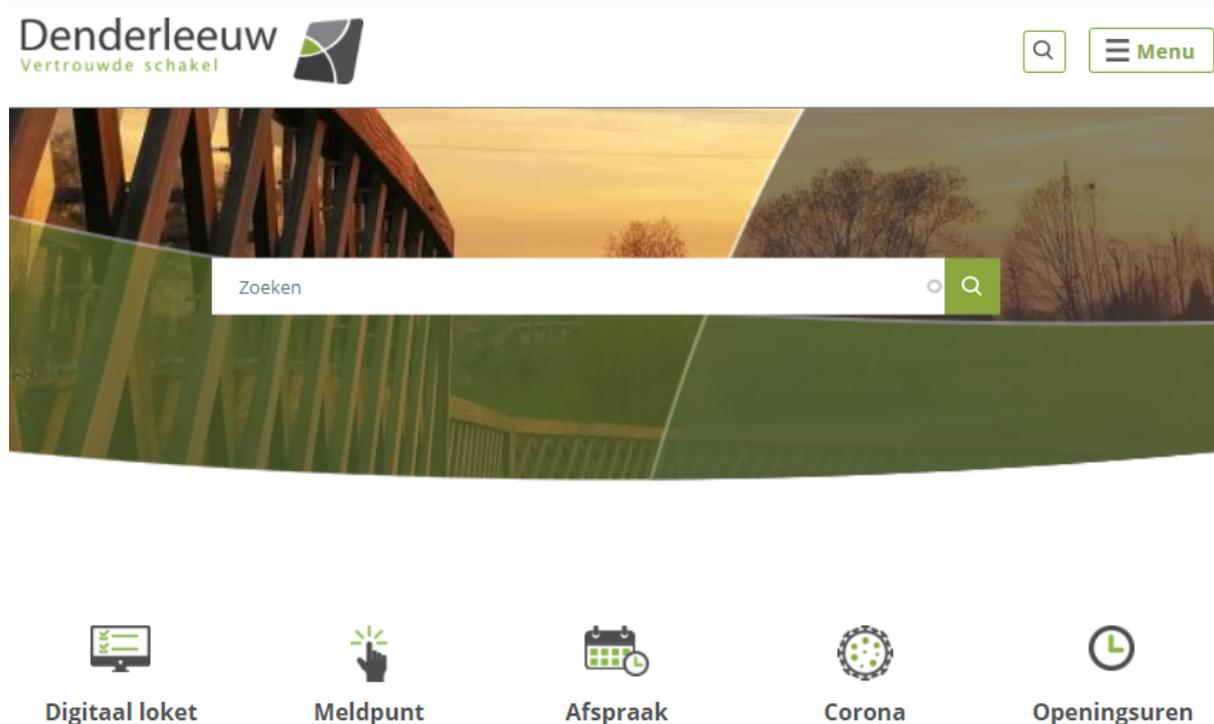 Denderleeuw
Vertrouwde schakel
Menu
Zoeken
Digitaal loket
Meldpunt
Afspraak
Corona
Openingsuren